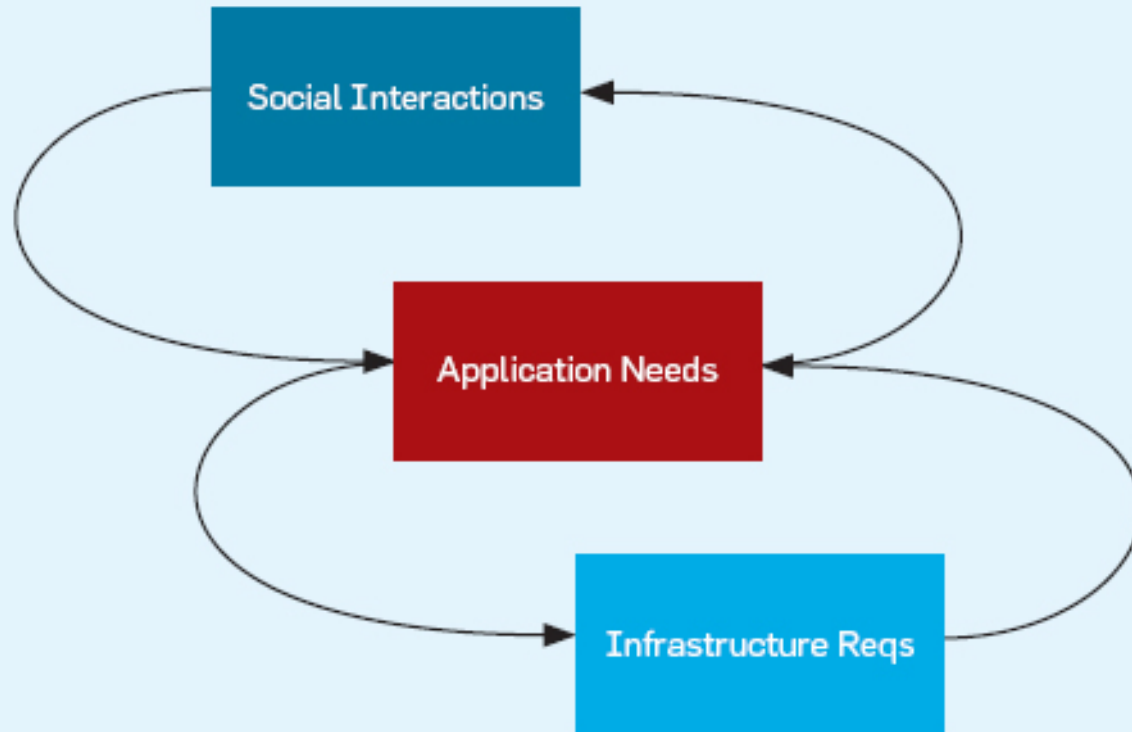 Social Interactions
Application Needs
Infrastructure Reqs